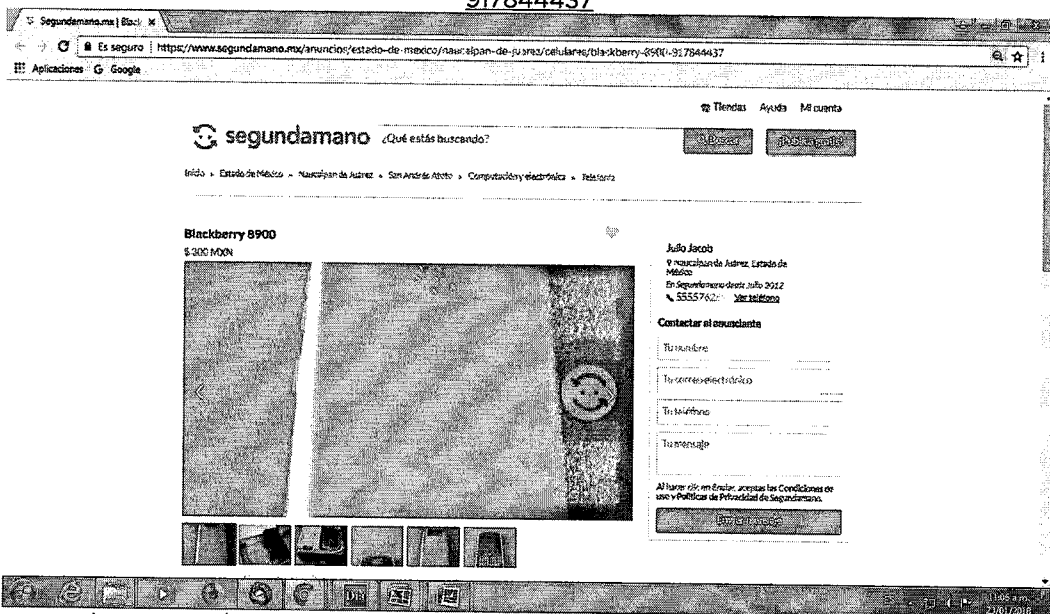 917844437
Segundamano.mx | Black
Es seguro | https://www.segundamano.mx/anuncios/estado-de-mexico/naucalpan-de-juarez/celulares/blackberry-8900-917844437
Aplicaciones G Google
Tiendas Ayuda Mi cuenta
segundamano ¿Qué estás buscando? Buscar ¡Publica gratis!
Inicio » Estado de México » Naucalpan de Juárez » San Andrés Atoto » Computación y electrónica » Telefonía
Blackberry 8900
$ 300 MXN
Julio Jacob
Naucalpan de Juárez, Estado de
México
En Segundamano desde Julio 2012
5555762 Ver teléfono
Contactar al anunciante
Tu nombre
Tu correo electrónico
Tu teléfono
Tu mensaje
Al hacer clic en Enviar, aceptas las Condiciones de
uso y Políticas de Privacidad de Segundamano.
Enviar mensaje
11:05 a.m.